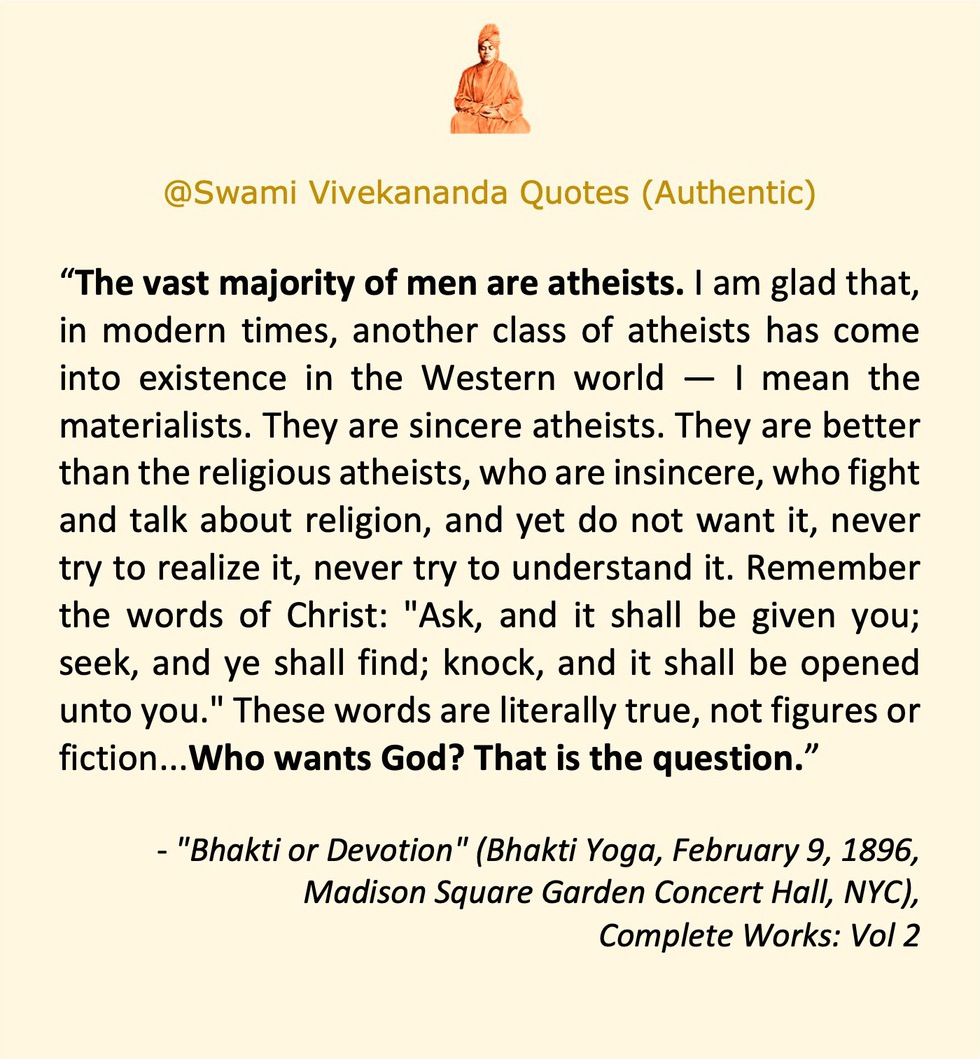 @Swami Vivekananda Quotes (Authentic)
“The vast majority of men are atheists. I am glad that,
in modern times, another class of atheists has come
into existence in the Western world — I mean the
materialists. They are sincere atheists. They are better
than the religious atheists, who are insincere, who fight
and talk about religion, and yet do not want it, never
try to realize it, never try to understand it. Remember
the words of Christ: "Ask, and it shall be given you;
seek, and ye shall find; knock, and it shall be opened
unto you." These words are literally true, not figures or
fiction...Who wants God? That is the question.”
- "Bhakti or Devotion" (Bhakti Yoga, February 9, 1896,
Madison Square Garden Concert Hall, NYC),
Complete Works: Vol 2